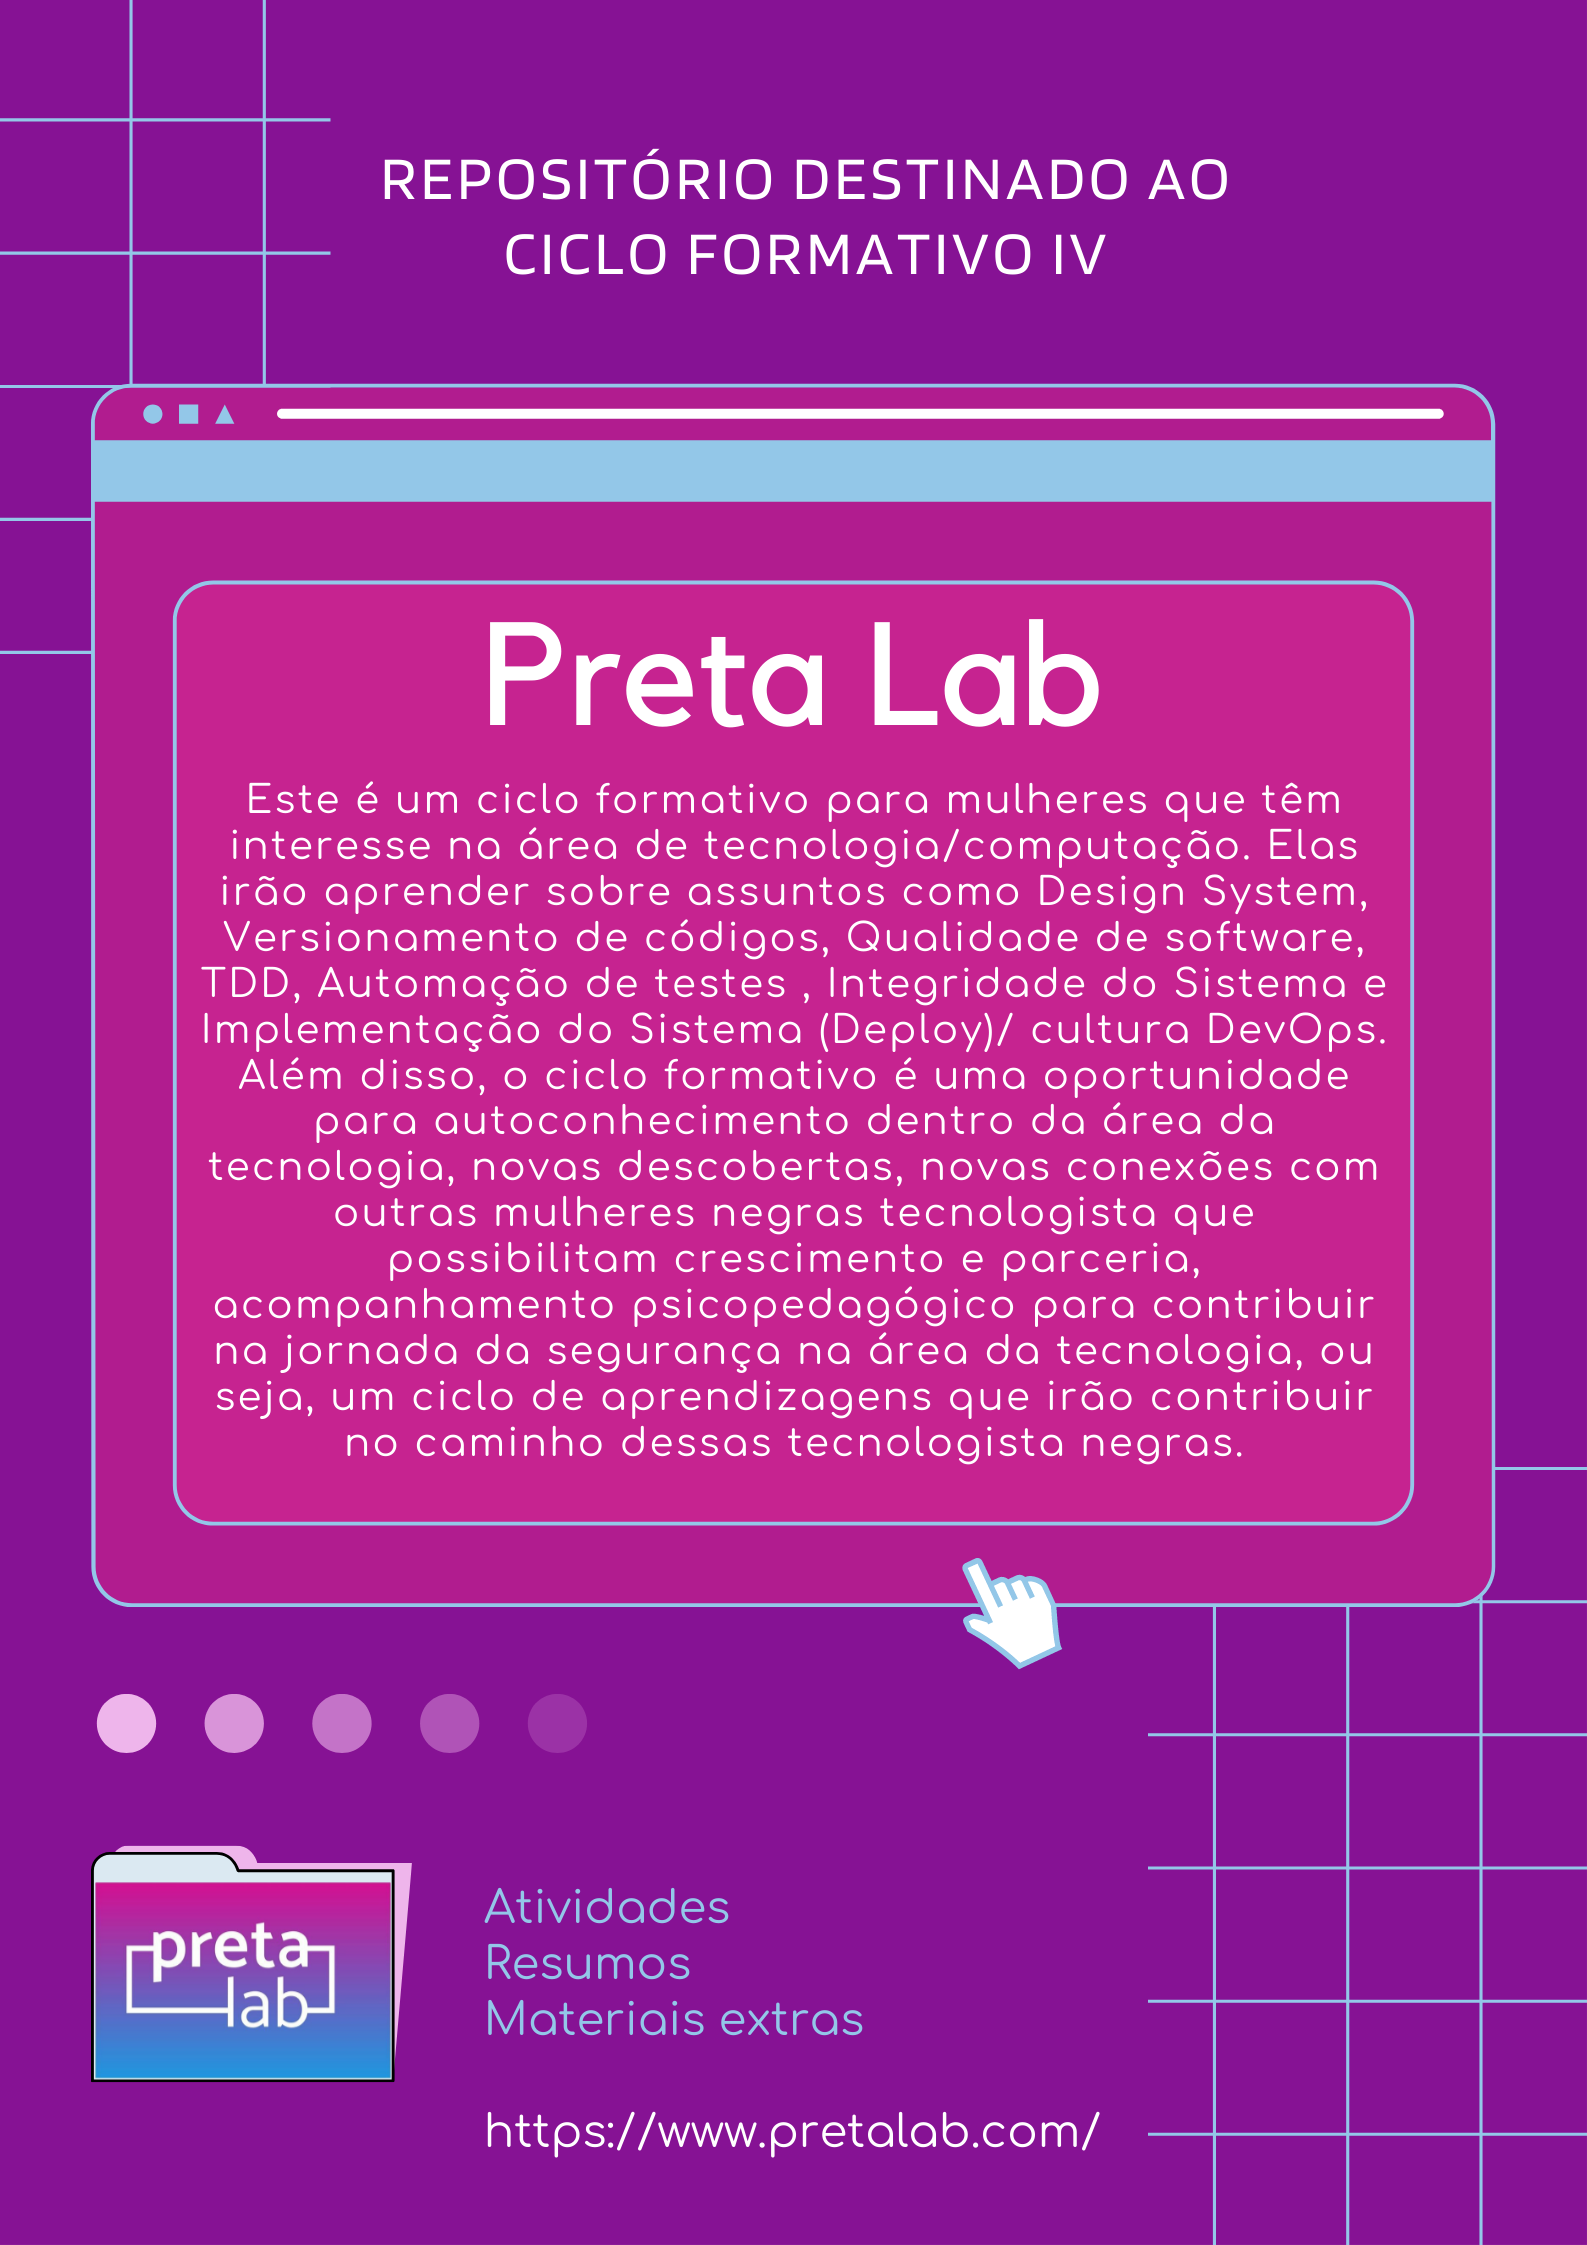 REPOSITÓRIO DESTINADO AO
CICLO FORMATIVO IV
Preta Lab
Este é um ciclo formativo para mulheres que têm
interesse na área de tecnologia/computação. Elas
irão aprender sobre assuntos como Design System,
Versionamento de códigos, Qualidade de software,
TDD, Automação de testes , Integridade do Sistema e
Implementação do Sistema (Deploy)/ cultura DevOps.
Além disso, o ciclo formativo é uma oportunidade
para autoconhecimento dentro da área da
tecnologia, novas descobertas, novas conexões com
outras mulheres negras tecnologista que
possibilitam crescimento e parceria,
acompanhamento psicopedagógico para contribuir
na jornada da segurança na área da tecnologia, ou
seja, um ciclo de aprendizagens que irão contribuir
no caminho dessas tecnologista negras.
preta
lab
Atividades
Resumos
Materiais extras
https://www.pretalab.com/